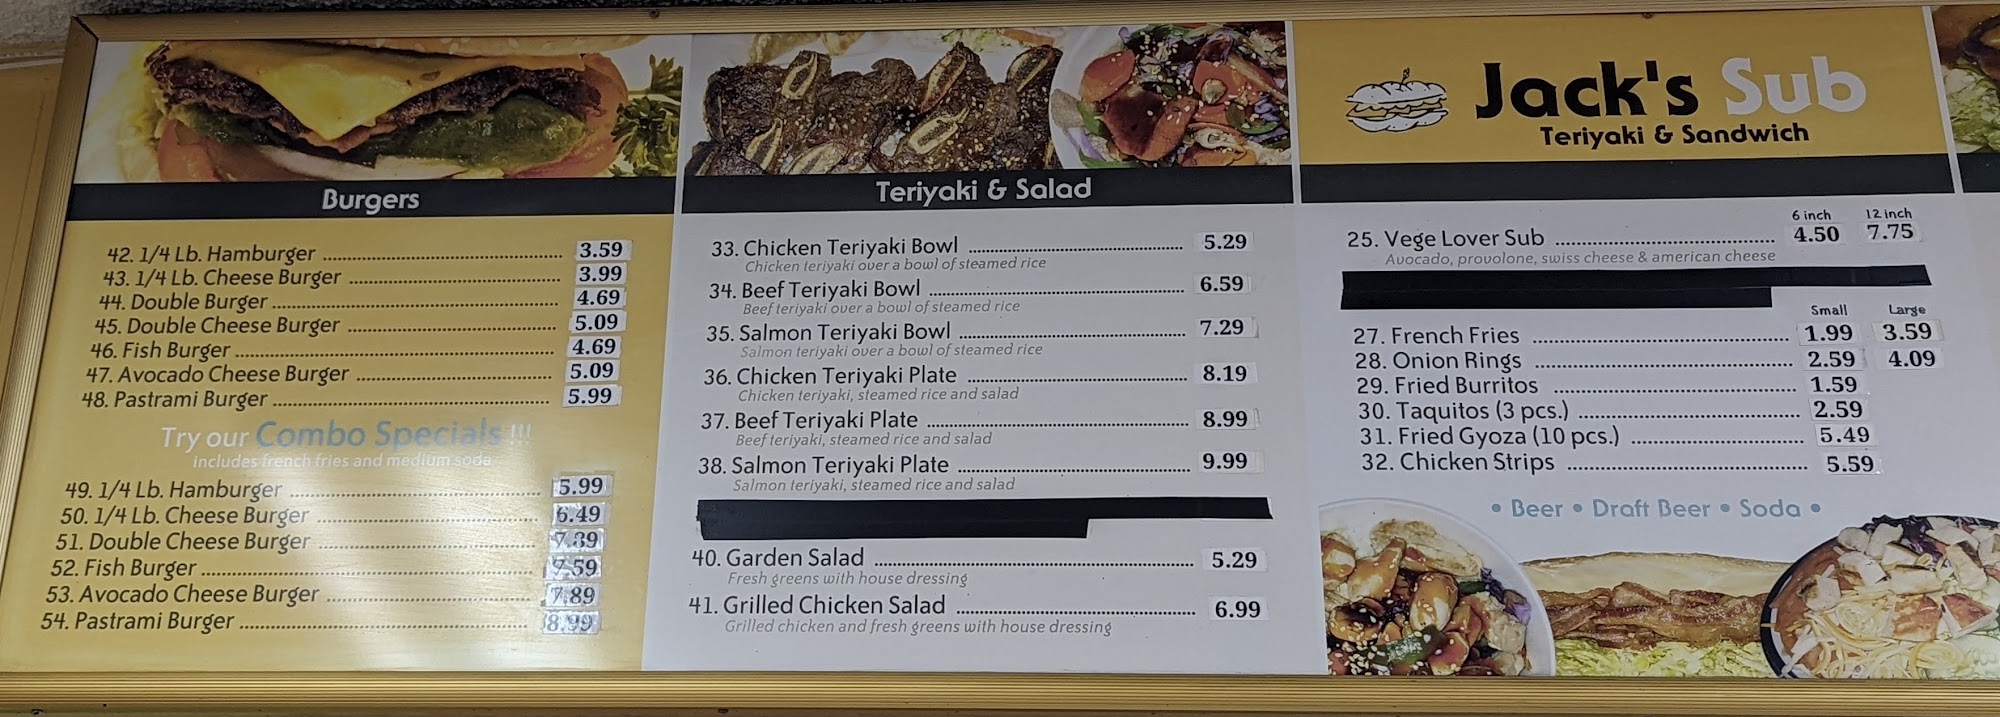 Burgers
42. 1/4 Lb. Hamburger 3.59
43. 1/4 Lb. Cheese Burger 3.99
44. Double Burger 4.69
45. Double Cheese Burger 5.09
46. Fish Burger 4.69
47. Avocado Cheese Burger 5.09
48. Pastrami Burger 5.99
Try our Combo Specials !!!
includes french fries and medium soda
49. 1/4 Lb. Hamburger 5.99
50. 1/4 Lb. Cheese Burger 6.49
51. Double Cheese Burger 7.89
52. Fish Burger 7.59
53. Avocado Cheese Burger 7.89
54. Pastrami Burger 8.99
Teriyaki & Salad
33. Chicken Teriyaki Bowl 5.29
Chicken teriyaki over a bowl of steamed rice
34. Beef Teriyaki Bowl 6.59
Beef teriyaki over a bowl of steamed rice
35. Salmon Teriyaki Bowl 7.29
Salmon teriyaki over a bowl of steamed rice
36. Chicken Teriyaki Plate 8.19
Chicken teriyaki, steamed rice and salad
37. Beef Teriyaki Plate 8.99
Beef teriyaki, steamed rice and salad
38. Salmon Teriyaki Plate 9.99
Salmon teriyaki, steamed rice and salad
40. Garden Salad 5.29
Fresh greens with house dressing
41. Grilled Chicken Salad 6.99
Grilled chicken and fresh greens with house dressing
Jack's Sub
Teriyaki & Sandwich
6 inch 12 inch
25. Vege Lover Sub 4.50 7.75
Avocado, provolone, swiss cheese & american cheese
Small Large
27. French Fries 1.99 3.59
28. Onion Rings 2.59 4.09
29. Fried Burritos 1.59
30. Taquitos (3 pcs.) 2.59
31. Fried Gyoza (10 pcs.) 5.49
32. Chicken Strips 5.59
• Beer • Draft Beer • Soda •